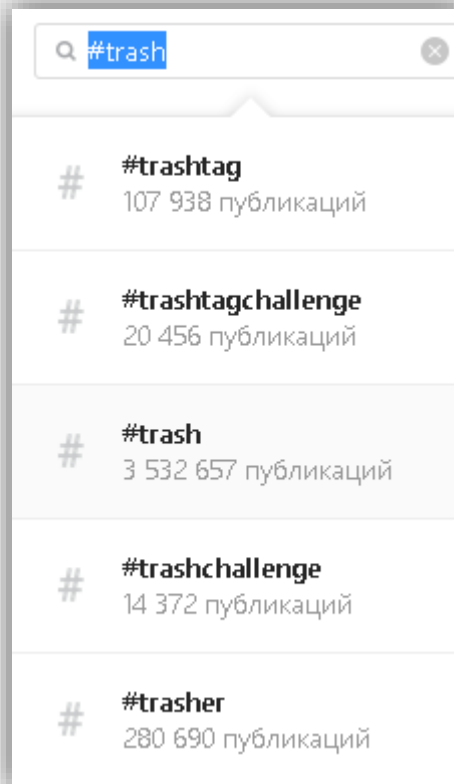 #trash
#trashtag
107 938 публикаций
#trashtagchallenge
20 456 публикаций
#trash
3 532 657 публикаций
#trashchallenge
14 372 публикаций
#trasher
280 690 публикаций